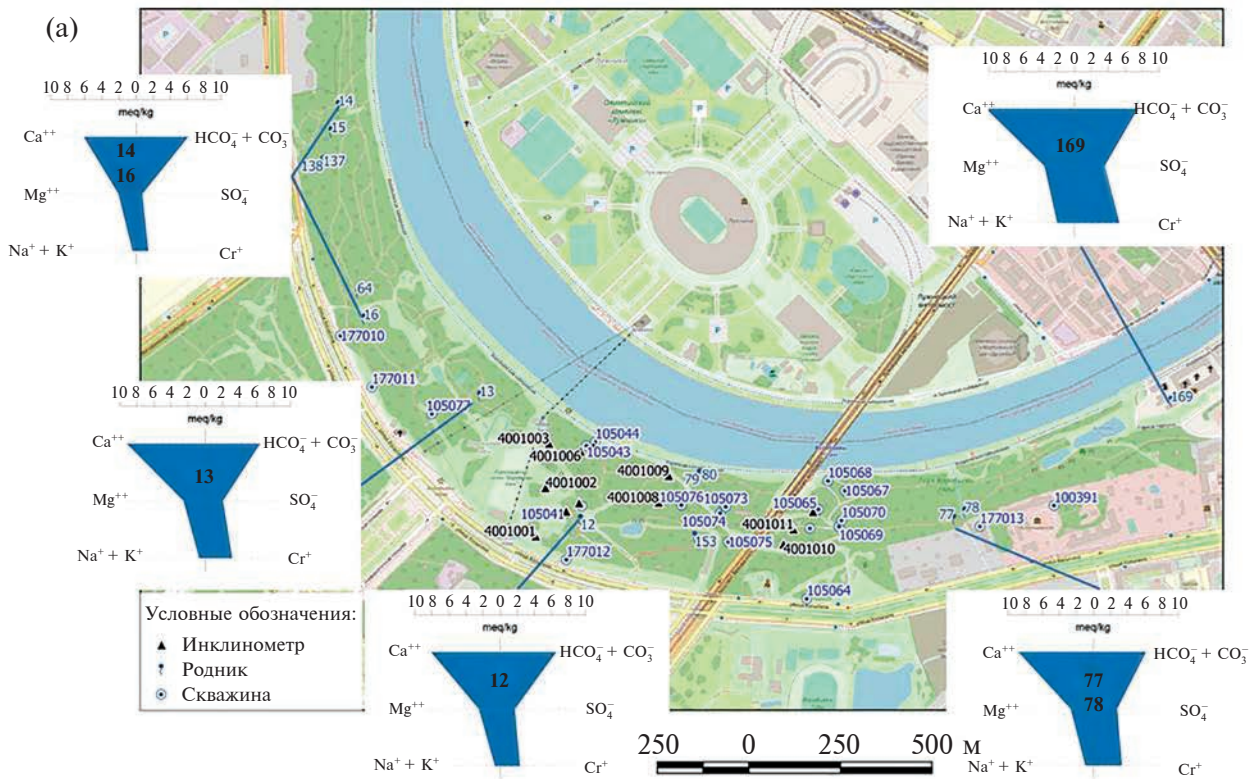 (а)
10 8 6 4 2 0 2 4 6 8 10
meq/kg
Ca⁺⁺
HCO₄⁻ + CO₃⁻
14
16
Mg⁺⁺
SO₄⁻
Na⁺ + K⁺
Cr⁺
10 8 6 4 2 0 2 4 6 8 10
meq/kg
Ca⁺⁺
HCO₄⁻ + CO₃⁻
169
Mg⁺⁺
SO₄⁻
Na⁺ + K⁺
Cr⁺
14
15
138 137
64
16
177010
177011
105077
13
169
10 8 6 4 2 0 2 4 6 8 10
meq/kg
Ca⁺⁺
HCO₄⁻ + CO₃⁻
13
Mg⁺⁺
SO₄⁻
Na⁺ + K⁺
Cr⁺
4001003
105044
4001006
105043
4001002
4001009
79 80
4001008
105076
105073
105074
105041
12
4001001
153
105075
177012
105068
105067
105065
105070
105069
4001011
4001010
105064
77 78
177013
100391
Условные обозначения:
Инклинометр
Родник
Скважина
10 8 6 4 2 0 2 4 6 8 10
meq/kg
Ca⁺⁺
HCO₄⁻ + CO₃⁻
12
Mg⁺⁺
SO₄⁻
Na⁺ + K⁺
Cr⁺
10 8 6 4 2 0 2 4 6 8 10
meq/kg
Ca⁺⁺
HCO₄⁻ + CO₃⁻
77
78
Mg⁺⁺
SO₄⁻
Na⁺ + K⁺
Cr⁺
250 0 250 500 м